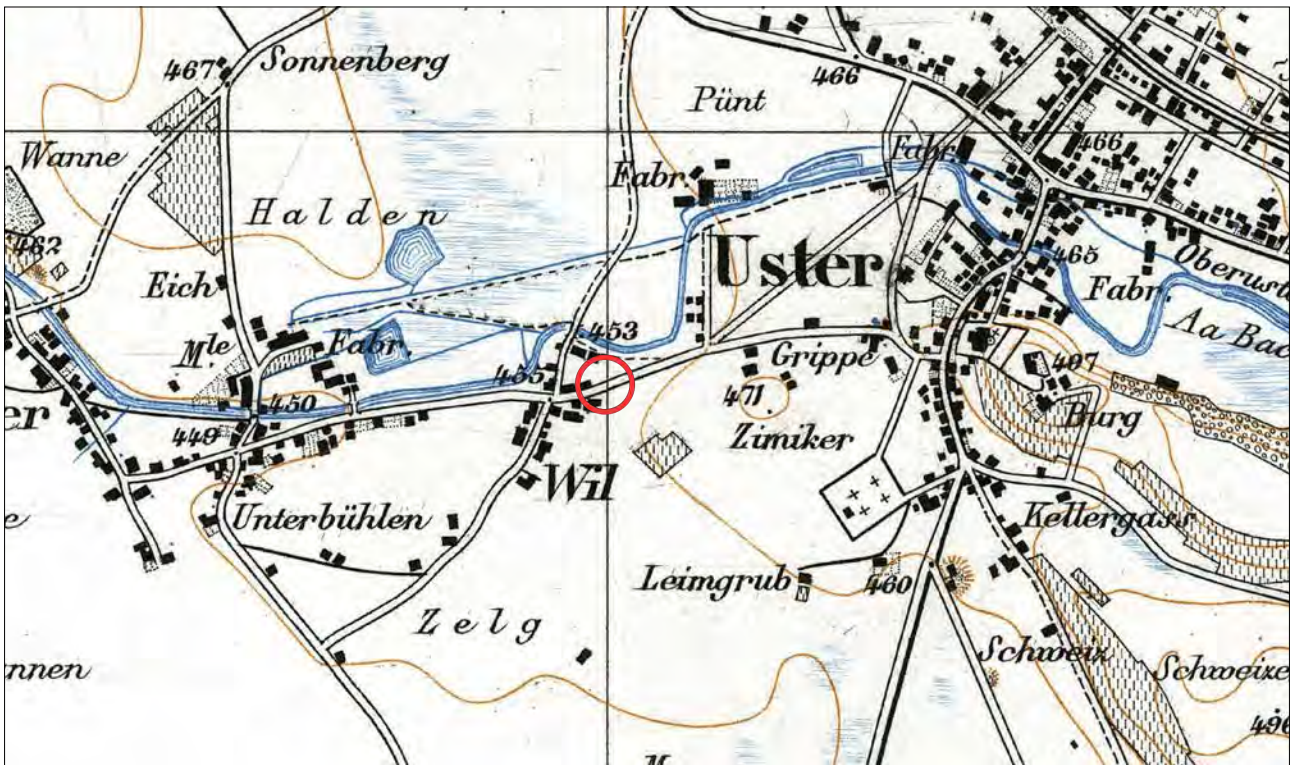 467
Sonnenberg
466
Pünt
Wanne
Fabr.
466
Fabr.
Halden
462
Uster
465
Oberust
Eich
Fabr.
453
Aa Bac
Mle
Fabr.
Grippe
497
455
450
471
Burg
er
449
Zimiker
Wil
Unterbühlen
Kellergass
e
Leimgrub
460
Zelg
Schweiz
Schweize
nnen
496